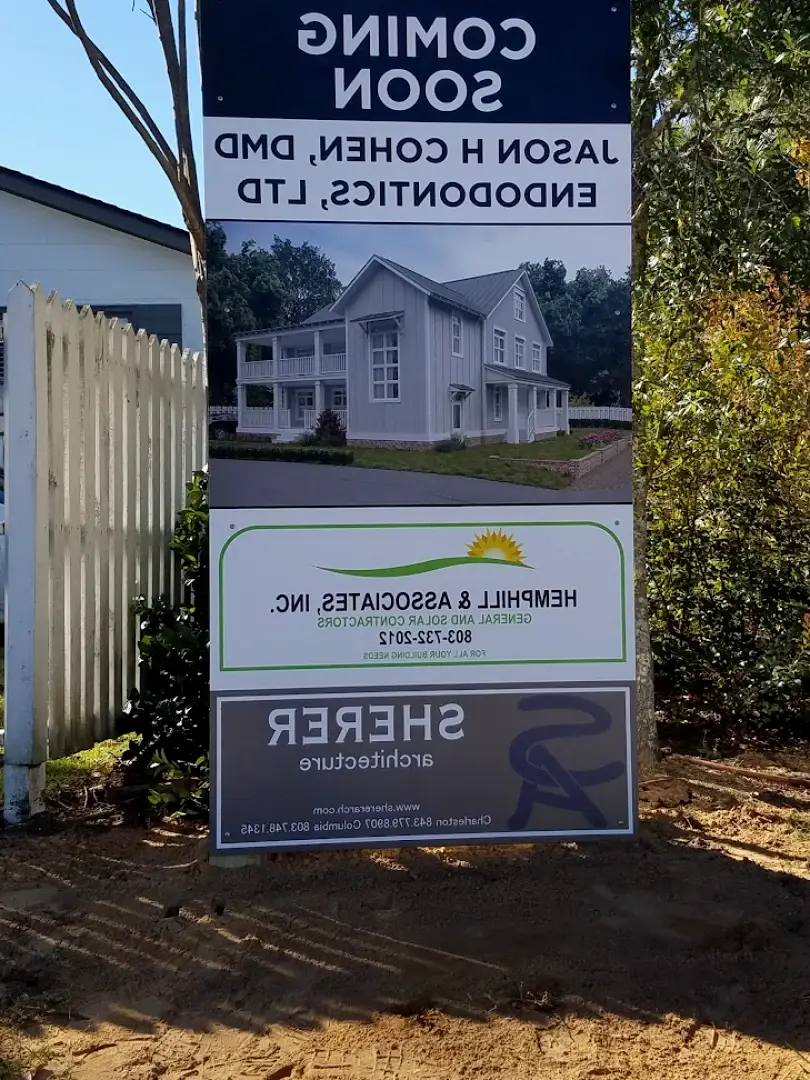 COMING
SOON
JASON H COHEN, DMD
ENDODONTICS, LTD
HEMPHILL & ASSOCIATES, INC.
GENERAL AND SOLAR CONTRACTORS
803-732-2012
FOR ALL YOUR BUILDING NEEDS
SHERER
architecture
www.shererarch.com
Charleston 843.779.8907 Columbia 803.748.1345